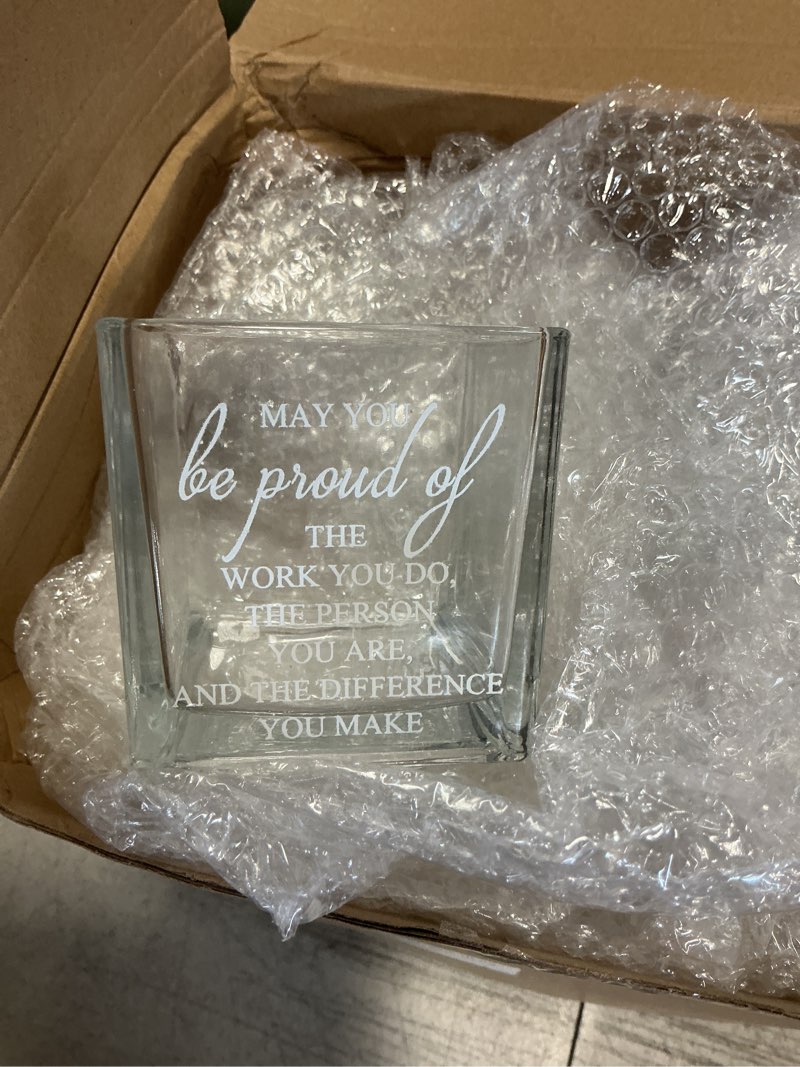 MAY YOU
be proud of
THE
WORK YOU DO,
THE PERSON
YOU ARE,
AND THE DIFFERENCE
YOU MAKE